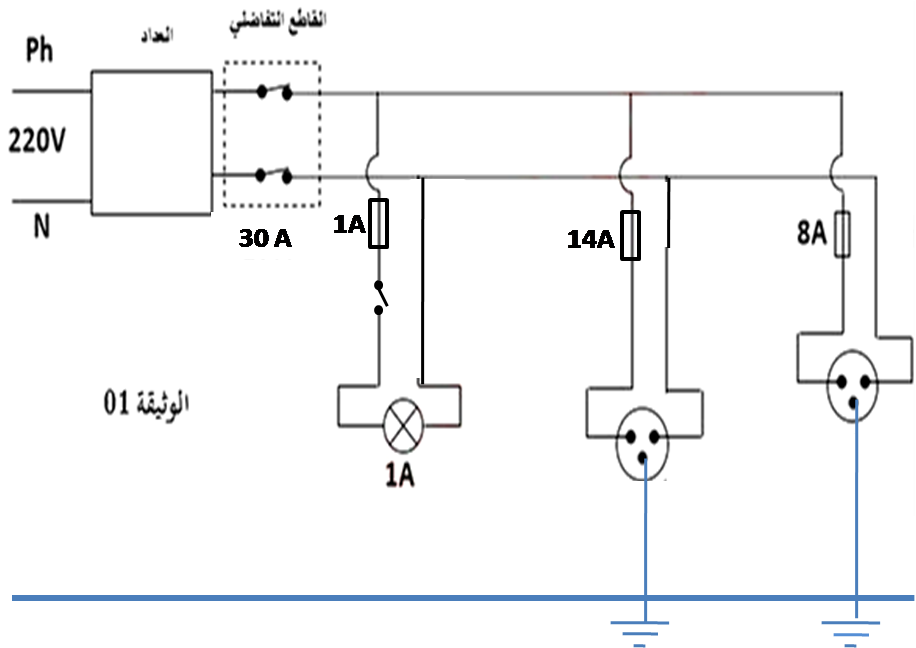 القاطع التفاضلي
العداد
Ph
220V
N
30 A
1A
14A
8A
الوثيقة 01
1A